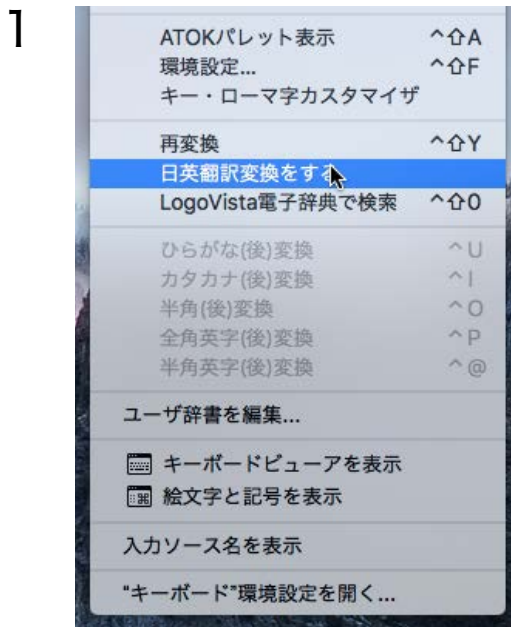 1
ATOKパレット表示 ^⇧A
環境設定... ^⇧F
キー・ローマ字カスタマイザ
再変換 ^⇧Y
日英翻訳変換をする
LogoVista電子辞典で検索 ^⇧0
ひらがな(後)変換 ^U
カタカナ(後)変換 ^I
半角(後)変換 ^O
全角英字(後)変換 ^P
半角英字(後)変換 ^@
ユーザ辞書を編集...
キーボードビューアを表示
絵文字と記号を表示
入力ソース名を表示
"キーボード"環境設定を開く...